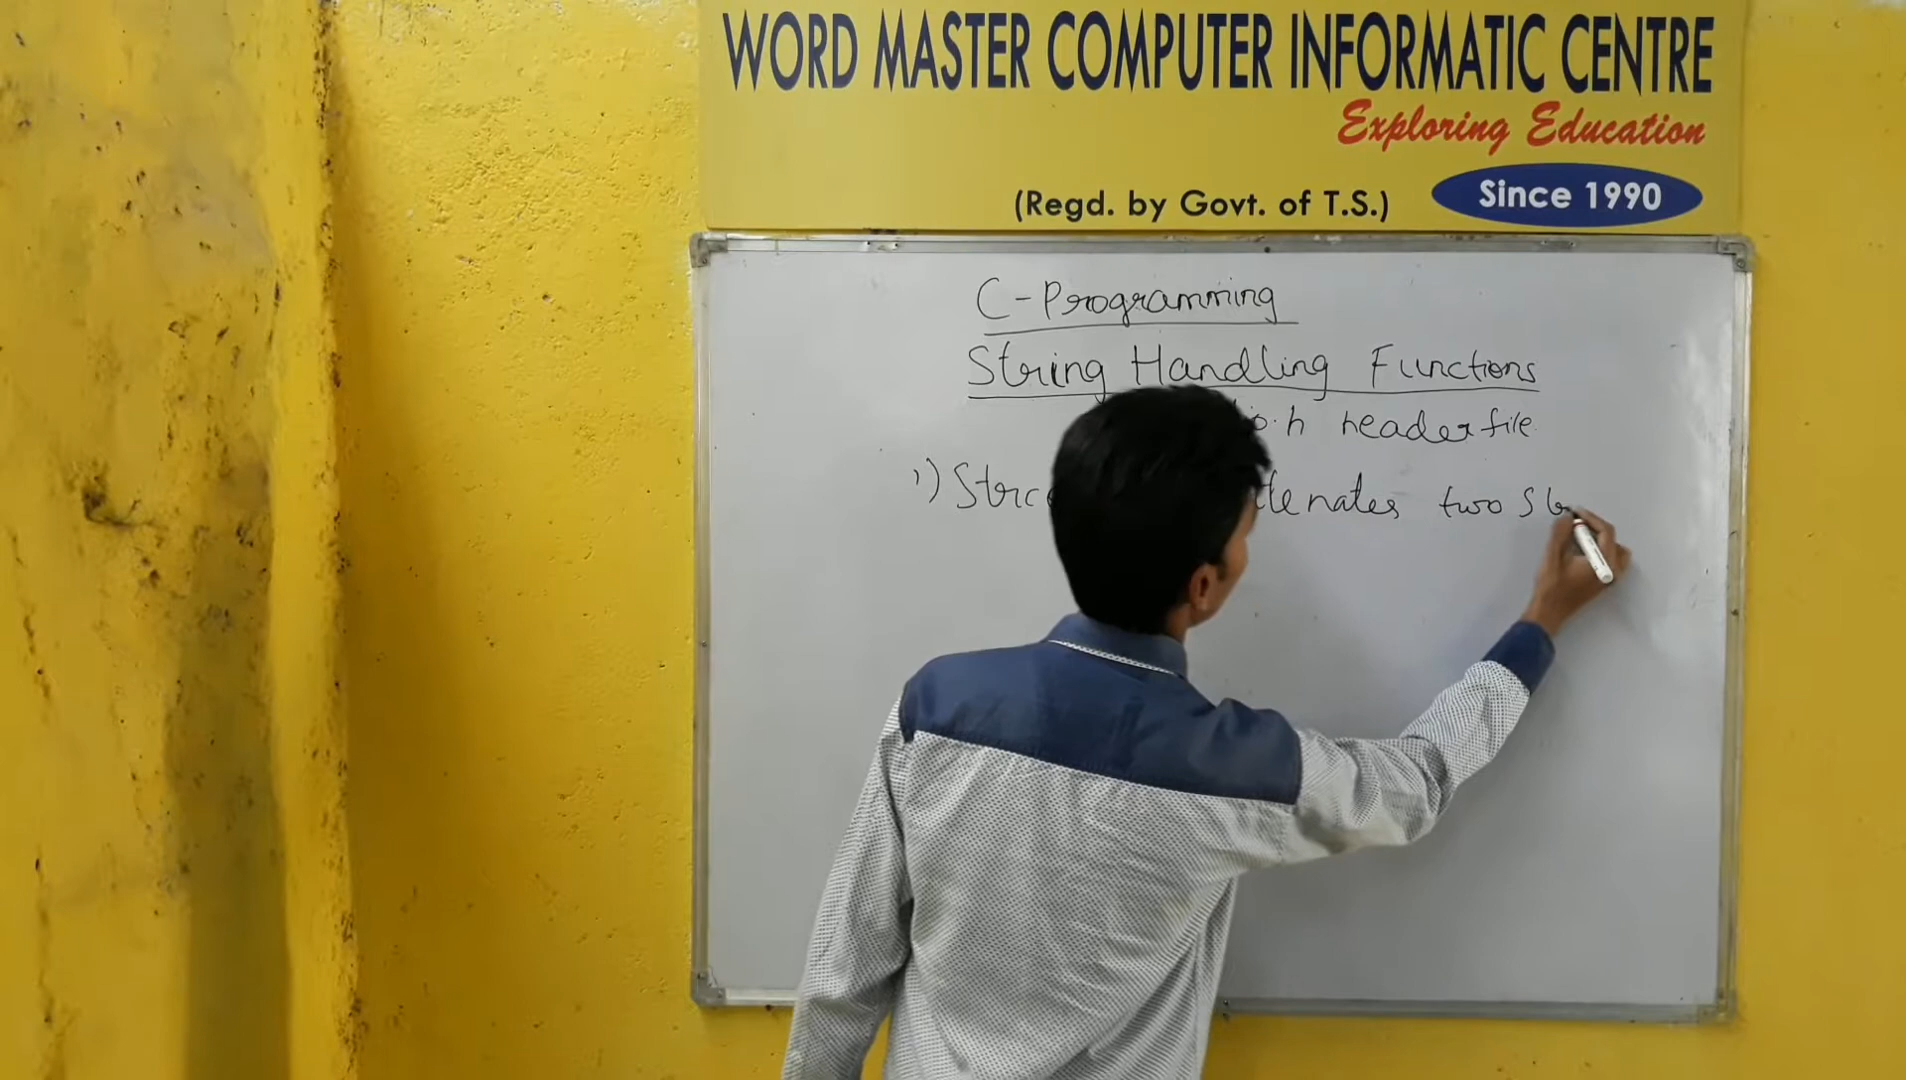 WORD MASTER COMPUTER INFORMATIC CENTRE
Exploring Education
(Regd. by Govt. of T.S.)
Since 1990
C - Programming
String Handling Functions
header file
1)
two